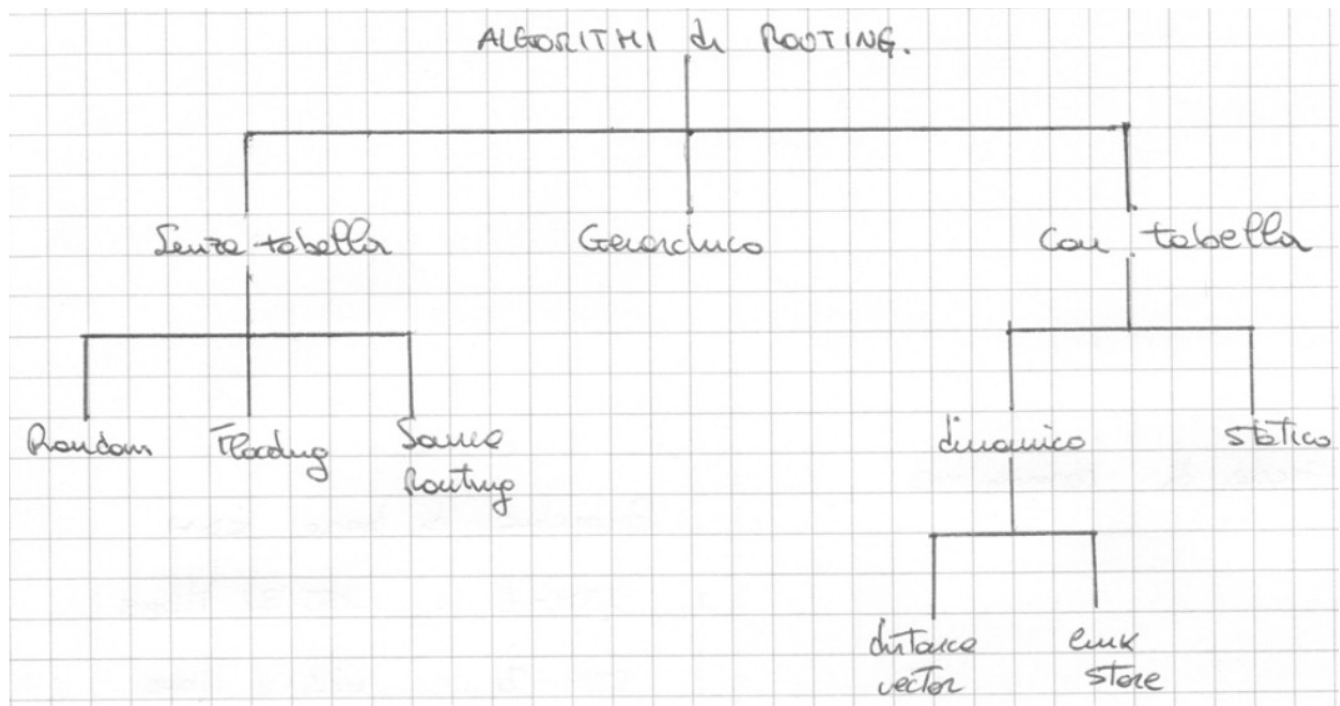 ALGORITMI di ROUTING.
Senza tabella
Gerarchico
Con tabella
Random
Flooding
Source
Routing
dinamico
statico
distance
vector
link
state